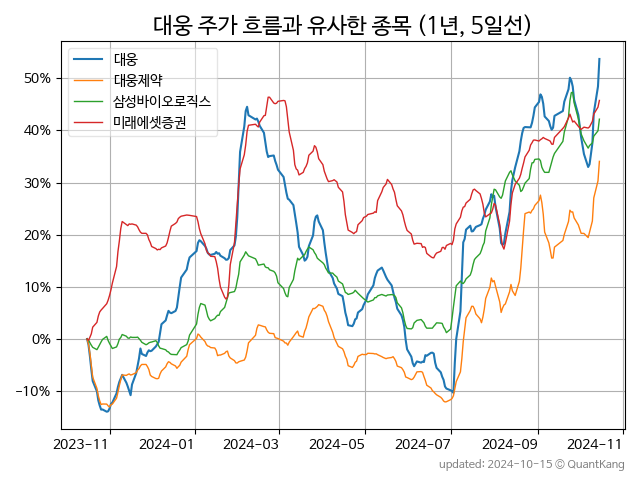 대웅 주가 흐름과 유사한 종목 (1년, 5일선)
대웅
대웅제약
삼성바이오로직스
미래에셋증권
50%
40%
30%
20%
10%
0%
−10%
2023−11
2024−01
2024−03
2024−05
2024−07
2024−09
2024−11
updated: 2024-10-15 © QuantKang